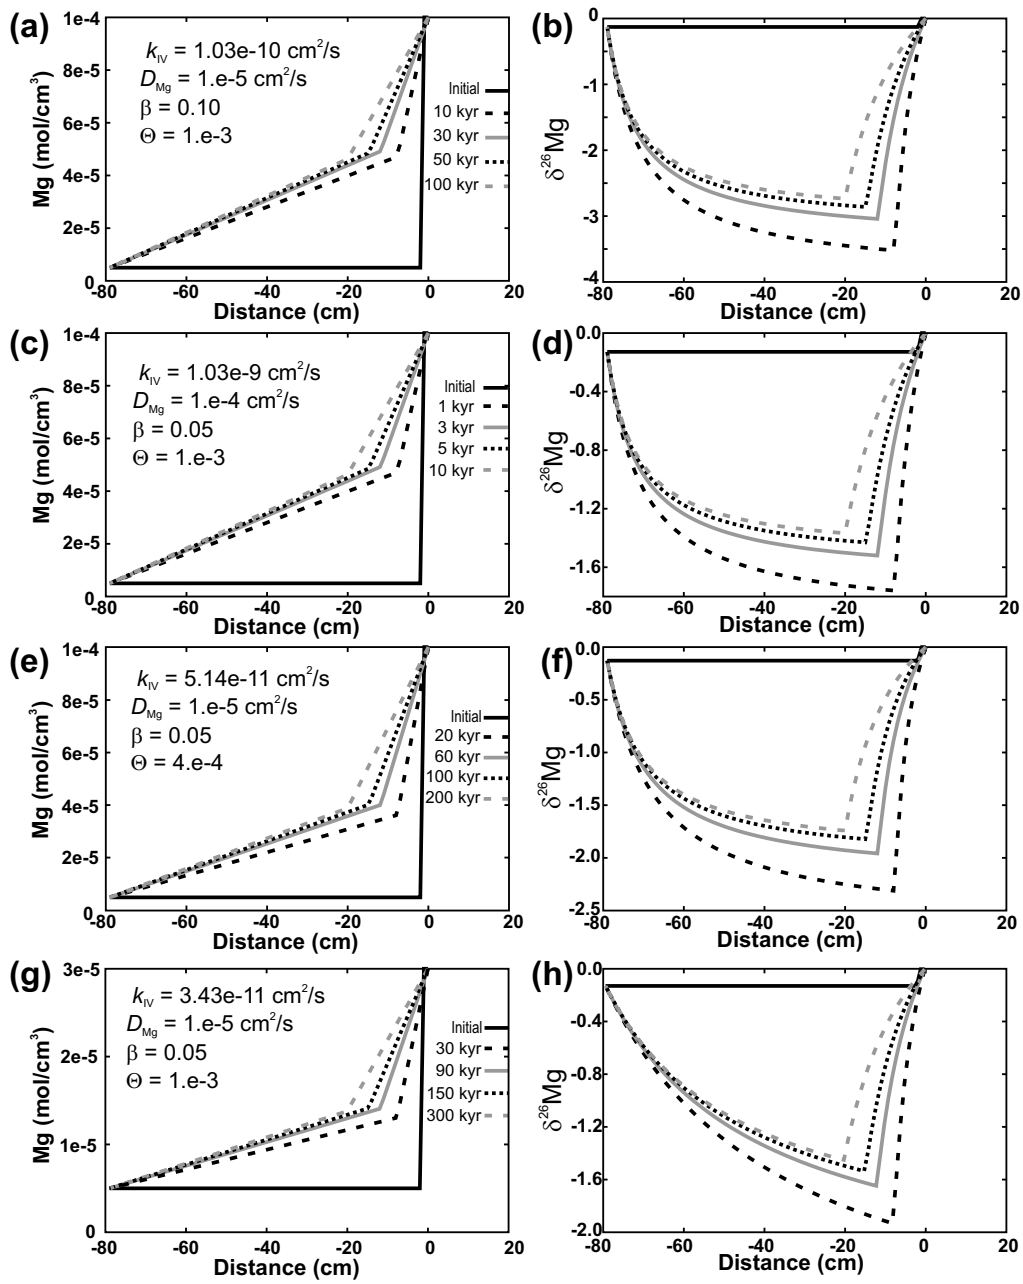 (a)
Mg (mol/cm³)
1e-4
8e-5
6e-5
4e-5
2e-5
0
k_IV = 1.03e-10 cm²/s
D_Mg = 1.e-5 cm²/s
β = 0.10
Θ = 1.e-3
Initial
10 kyr
30 kyr
50 kyr
100 kyr
-80 -60 -40 -20 0 20
Distance (cm)
(b)
δ²⁶Mg
0
-1
-2
-3
-4
-80 -60 -40 -20 0 20
Distance (cm)
(c)
Mg (mol/cm³)
1e-4
8e-5
6e-5
4e-5
2e-5
0
k_IV = 1.03e-9 cm²/s
D_Mg = 1.e-4 cm²/s
β = 0.05
Θ = 1.e-3
Initial
1 kyr
3 kyr
5 kyr
10 kyr
-80 -60 -40 -20 0 20
Distance (cm)
(d)
δ²⁶Mg
0.0
-0.4
-0.8
-1.2
-1.6
-80 -60 -40 -20 0 20
Distance (cm)
(e)
Mg (mol/cm³)
1e-4
8e-5
6e-5
4e-5
2e-5
0
k_IV = 5.14e-11 cm²/s
D_Mg = 1.e-5 cm²/s
β = 0.05
Θ = 4.e-4
Initial
20 kyr
60 kyr
100 kyr
200 kyr
-80 -60 -40 -20 0 20
Distance (cm)
(f)
δ²⁶Mg
0.0
-0.5
-1.0
-1.5
-2.0
-2.5
-80 -60 -40 -20 0 20
Distance (cm)
(g)
Mg (mol/cm³)
3e-5
2e-5
1e-5
0
k_IV = 3.43e-11 cm²/s
D_Mg = 1.e-5 cm²/s
β = 0.05
Θ = 1.e-3
Initial
30 kyr
90 kyr
150 kyr
300 kyr
-80 -60 -40 -20 0 20
Distance (cm)
(h)
δ²⁶Mg
0.0
-0.4
-0.8
-1.2
-1.6
-2.0
-80 -60 -40 -20 0 20
Distance (cm)